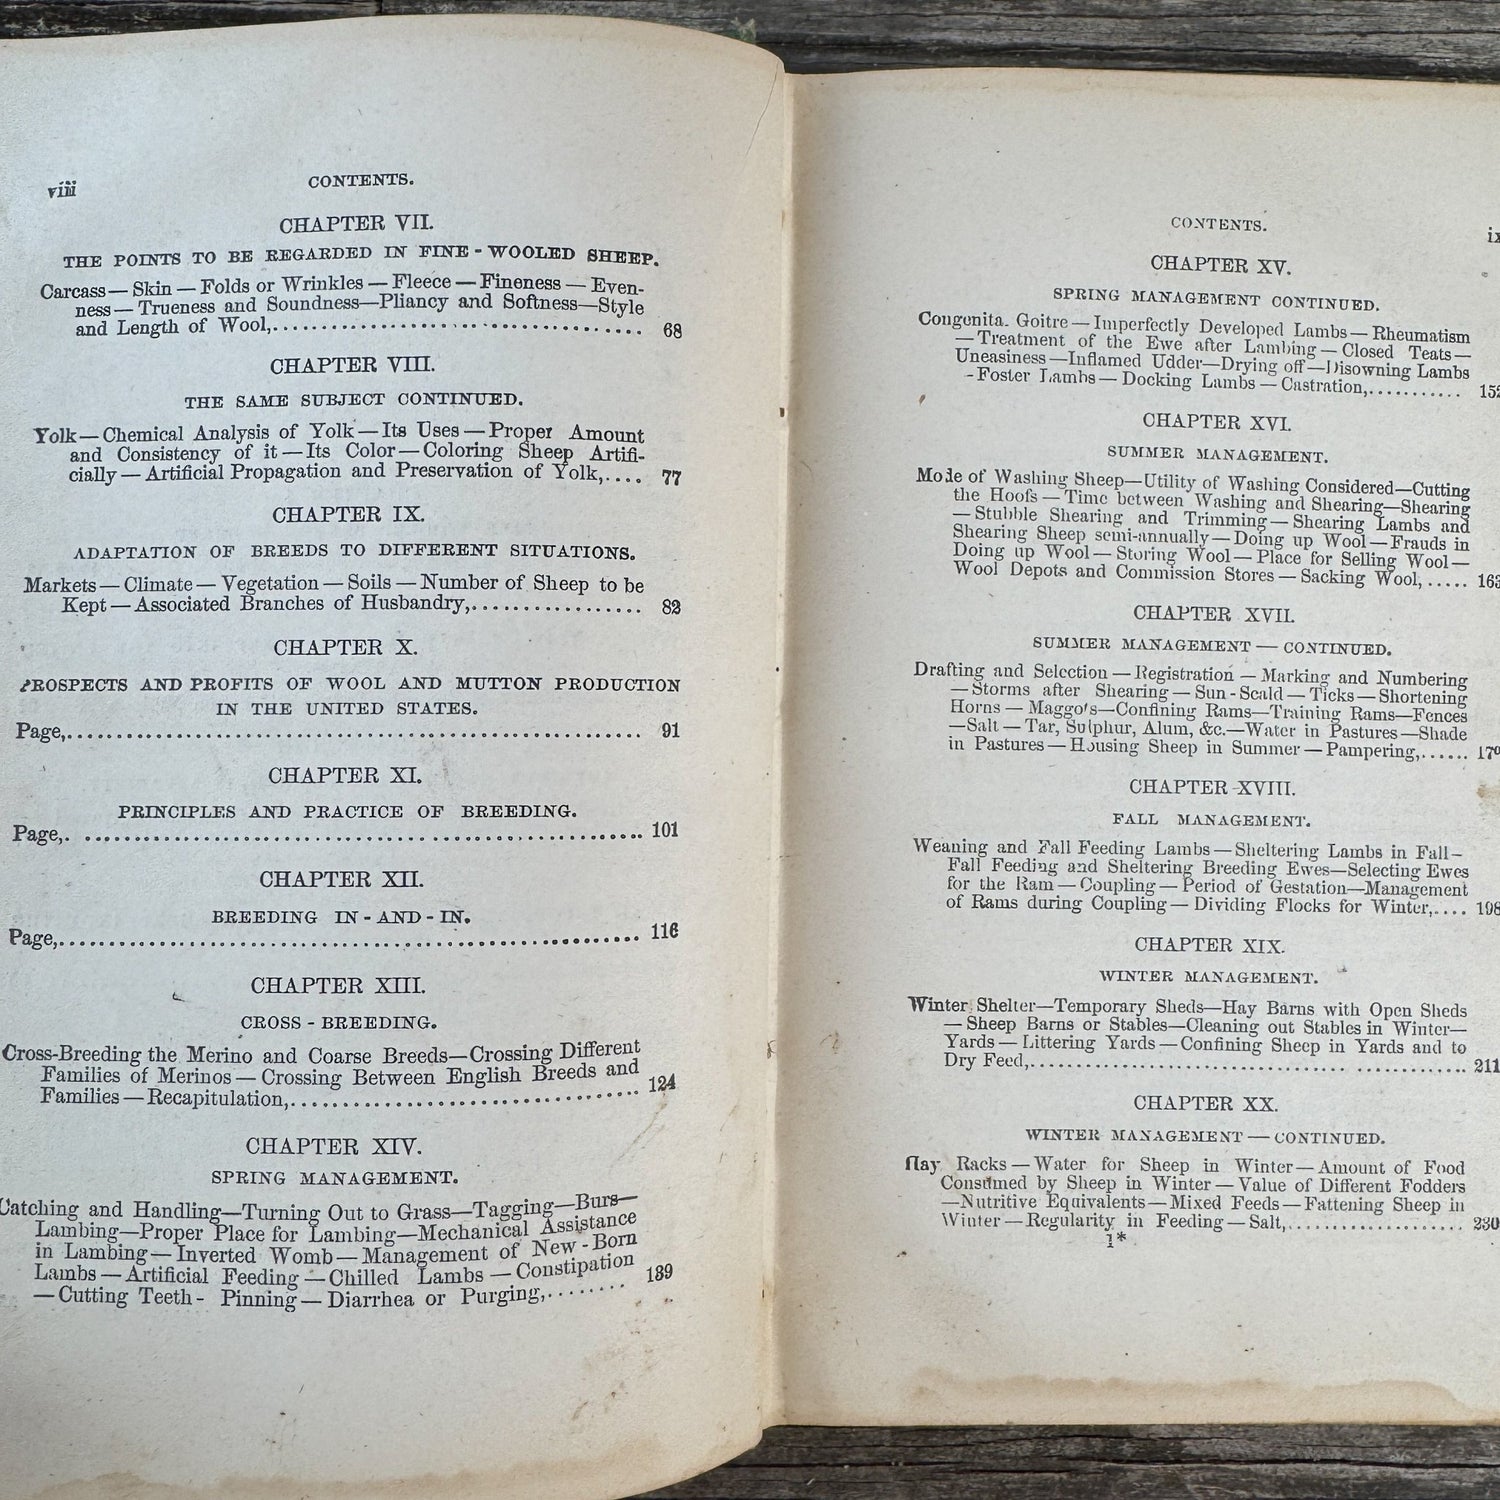 viii
CONTENTS.
CHAPTER VII.
THE POINTS TO BE REGARDED IN FINE-WOOLED SHEEP.
Carcass—Skin—Folds or Wrinkles—Fleece—Fineness—Even-
ness—Trueness and Soundness—Pliancy and Softness—Style
and Length of Wool,.................................... 68
CHAPTER VIII.
THE SAME SUBJECT CONTINUED.
Yolk—Chemical Analysis of Yolk—Its Uses—Proper Amount
and Consistency of it—Its Color—Coloring Sheep Artifi-
cially—Artificial Propagation and Preservation of Yolk,.... 77
CHAPTER IX.
ADAPTATION OF BREEDS TO DIFFERENT SITUATIONS.
Markets—Climate—Vegetation—Soils—Number of Sheep to be
Kept—Associated Branches of Husbandry,................. 82
CHAPTER X.
PROSPECTS AND PROFITS OF WOOL AND MUTTON PRODUCTION
IN THE UNITED STATES.
Page,.................................................. 91
CHAPTER XI.
PRINCIPLES AND PRACTICE OF BREEDING.
Page,.................................................. 101
CHAPTER XII.
BREEDING IN-AND-IN.
Page,.................................................. 116
CHAPTER XIII.
CROSS-BREEDING.
Cross-Breeding the Merino and Coarse Breeds—Crossing Different
Families of Merinos—Crossing Between English Breeds and
Families—Recapitulation,............................... 124
CHAPTER XIV.
SPRING MANAGEMENT.
Catching and Handling—Turning Out to Grass—Tagging—Burs—
Lambing—Proper Place for Lambing—Mechanical Assistance
in Lambing—Inverted Womb—Management of New-Born
Lambs—Artificial Feeding—Chilled Lambs—Constipation
—Cutting Teeth- Pinning—Diarrhea or Purging,........ 139
CONTENTS.
ix
CHAPTER XV.
SPRING MANAGEMENT CONTINUED.
Congenita. Goitre—Imperfectly Developed Lambs—Rheumatism
—Treatment of the Ewe after Lambing—Closed Teats—
Uneasiness—Inflamed Udder—Drying off—Disowning Lambs
-Foster Lambs—Docking Lambs—Castration,........... 152
CHAPTER XVI.
SUMMER MANAGEMENT.
Mode of Washing Sheep—Utility of Washing Considered—Cutting
the Hoofs—Time between Washing and Shearing—Shearing
—Stubble Shearing and Trimming—Shearing Lambs and
Shearing Sheep semi-annually—Doing up Wool—Frauds in
Doing up Wool—Storing Wool—Place for Selling Wool—
Wool Depots and Commission Stores—Sacking Wool,..... 163
CHAPTER XVII.
SUMMER MANAGEMENT—CONTINUED.
Drafting and Selection—Registration—Marking and Numbering
—Storms after Shearing—Sun-Scald—Ticks—Shortening
Horns—Maggots—Confining Rams—Training Rams—Fences
—Salt—Tar, Sulphur, Alum, &c.—Water in Pastures—Shade
in Pastures—Housing Sheep in Summer—Pampering,......
CHAPTER XVIII.
FALL MANAGEMENT.
Weaning and Fall Feeding Lambs—Sheltering Lambs in Fall—
Fall Feeding and Sheltering Breeding Ewes—Selecting Ewes
for the Ram—Coupling—Period of Gestation—Management
of Rams during Coupling—Dividing Flocks for Winter,.... 198
CHAPTER XIX.
WINTER MANAGEMENT.
Winter Shelter—Temporary Sheds—Hay Barns with Open Sheds
—Sheep Barns or Stables—Cleaning out Stables in Winter—
Yards—Littering Yards—Confining Sheep in Yards and to
Dry Feed,.............................................. 211
CHAPTER XX.
WINTER MANAGEMENT—CONTINUED.
Hay Racks—Water for Sheep in Winter—Amount of Food
Consumed by Sheep in Winter—Value of Different Fodders
—Nutritive Equivalents—Mixed Feeds—Fattening Sheep in
Winter—Regularity in Feeding—Salt,.................... 230
1*